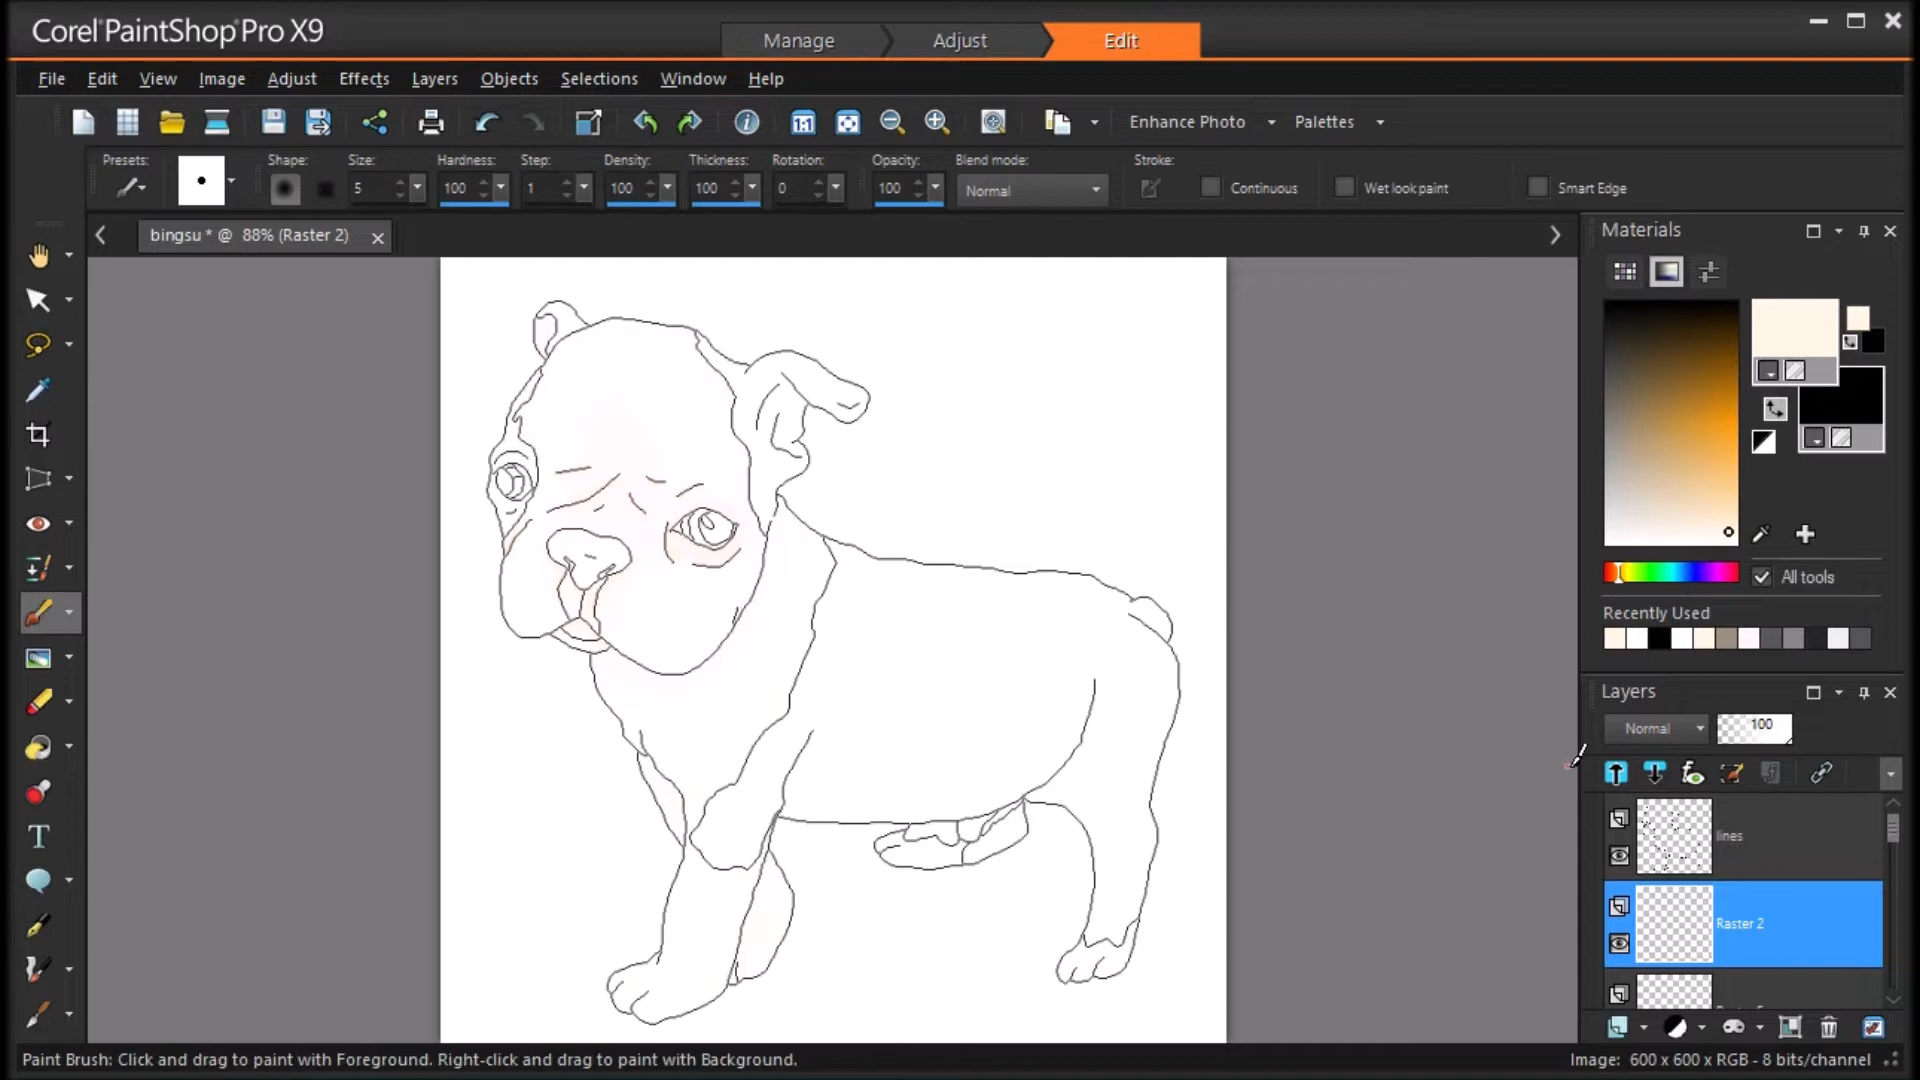 Corel PaintShop Pro X9
Manage Adjust Edit
File Edit View Image Adjust Effects Layers Objects Selections Window Help
1:1 Enhance Photo Palettes
Presets: Shape: Size: Hardness: Step: Density: Thickness: Rotation: Opacity: Blend mode: Stroke:
5 100 1 100 100 0 100 Normal Continuous Wet look paint Smart Edge
bingsu * @ 88% (Raster 2)
Materials
All tools
Recently Used
Layers
Normal 100
lines
Raster 2
Paint Brush: Click and drag to paint with Foreground. Right-click and drag to paint with Background.
Image: 600 x 600 x RGB - 8 bits/channel